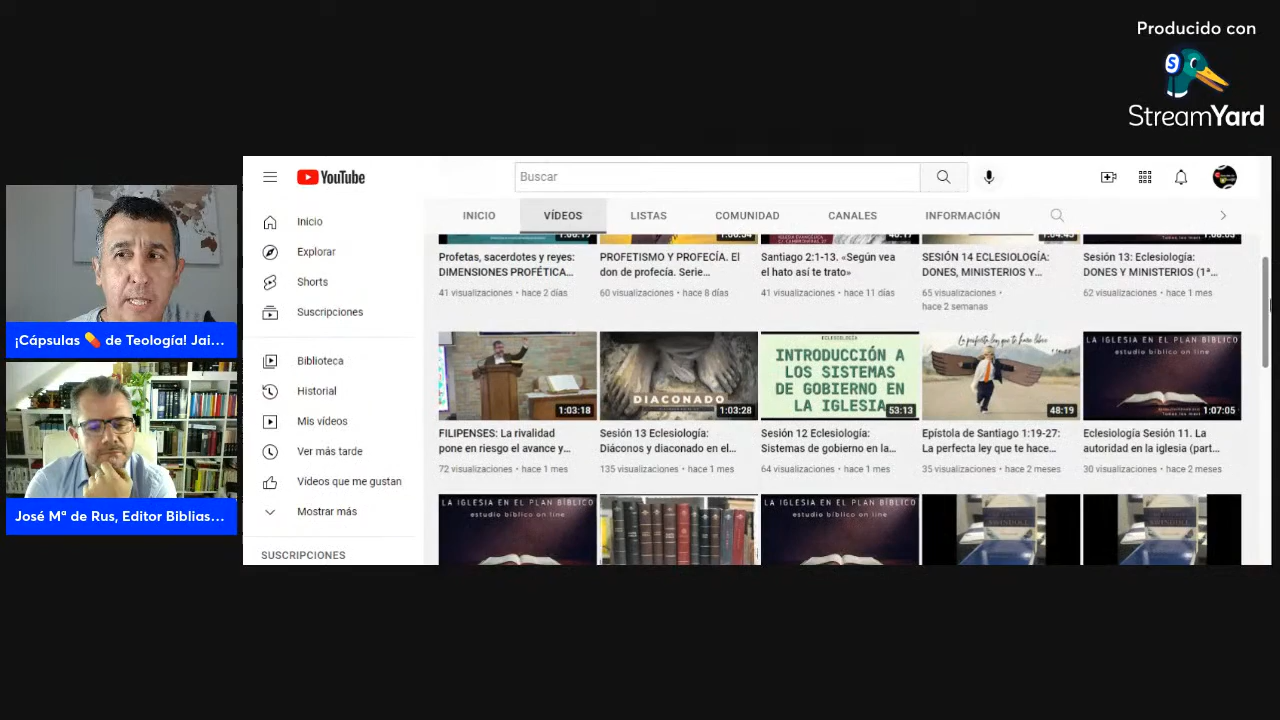 Producido con
StreamYard
¡Cápsulas 💊 de Teología! Jai...
José Mª de Rus, Editor Biblias...
YouTube
Buscar
INICIO
VÍDEOS
LISTAS
COMUNIDAD
CANALES
INFORMACIÓN
Inicio
Explorar
Shorts
Suscripciones
Biblioteca
Historial
Mis vídeos
Ver más tarde
Vídeos que me gustan
Mostrar más
SUSCRIPCIONES
Profetas, sacerdotes y reyes:
DIMENSIONES PROFÉTICA...
41 visualizaciones • hace 2 días
PROFETISMO Y PROFECÍA. El
don de profecía. Serie...
60 visualizaciones • hace 8 días
Santiago 2:1-13. «Según vea
el hato así te trato»
41 visualizaciones • hace 11 días
SESIÓN 14 ECLESIOLOGÍA:
DONES, MINISTERIOS Y...
65 visualizaciones •
hace 2 semanas
Sesión 13: Eclesiología:
DONES Y MINISTERIOS (1ª...
62 visualizaciones • hace 1 mes
1:03:18
FILIPENSES: La rivalidad
pone en riesgo el avance y...
72 visualizaciones • hace 1 mes
DIACONADO
1:03:28
Sesión 13 Eclesiología:
Diáconos y diaconado en el...
135 visualizaciones • hace 1 mes
ECLESIOLOGÍA
INTRODUCCIÓN A
LOS SISTEMAS
DE GOBIERNO EN
LA IGLESIA
53:13
Sesión 12 Eclesiología:
Sistemas de gobierno en la...
64 visualizaciones • hace 1 mes
La perfecta ley que te hace libre
48:19
Epístola de Santiago 1:19-27:
La perfecta ley que te hace...
35 visualizaciones • hace 2 meses
LA IGLESIA EN EL PLAN BÍBLICO
estudio bíblico on line
1:07:05
Eclesiología Sesión 11. La
autoridad en la iglesia (part...
30 visualizaciones • hace 2 meses
LA IGLESIA EN EL PLAN BÍBLICO
estudio bíblico on line
LA IGLESIA EN EL PLAN BÍBLICO
estudio bíblico on line